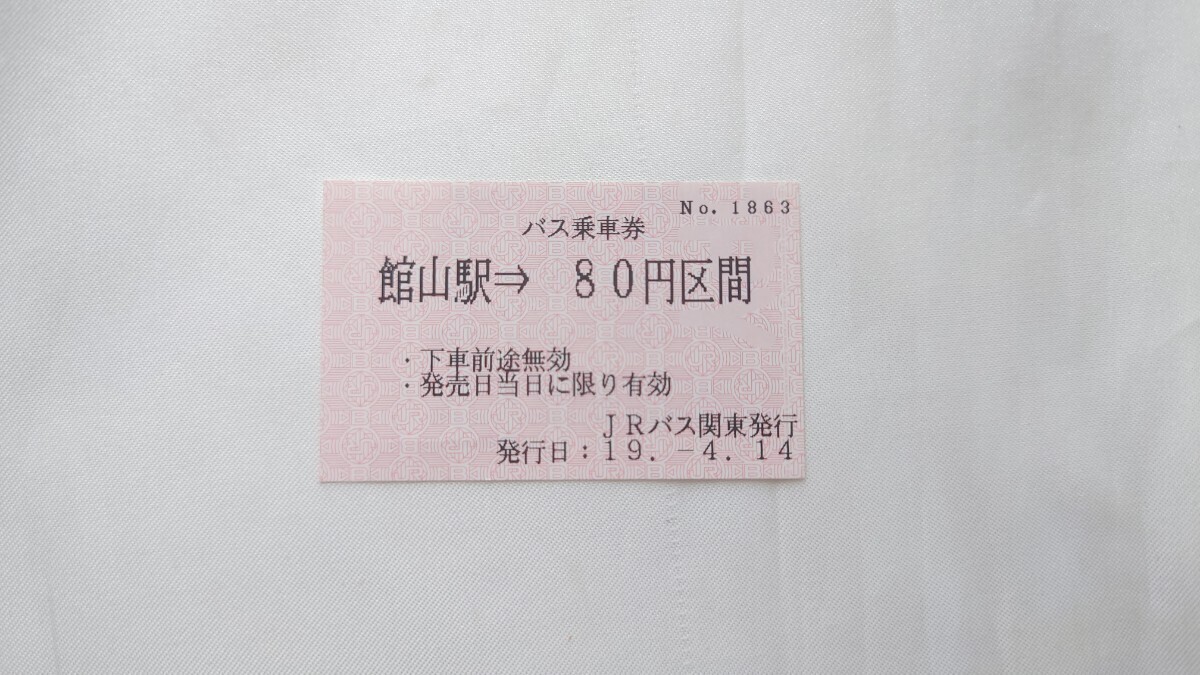 No. 1863
バス乗車券
館山駅⇒ 80円区間
・下車前途無効
・発売日当日に限り有効
JRバス関東発行
発行日：19. －4. 14